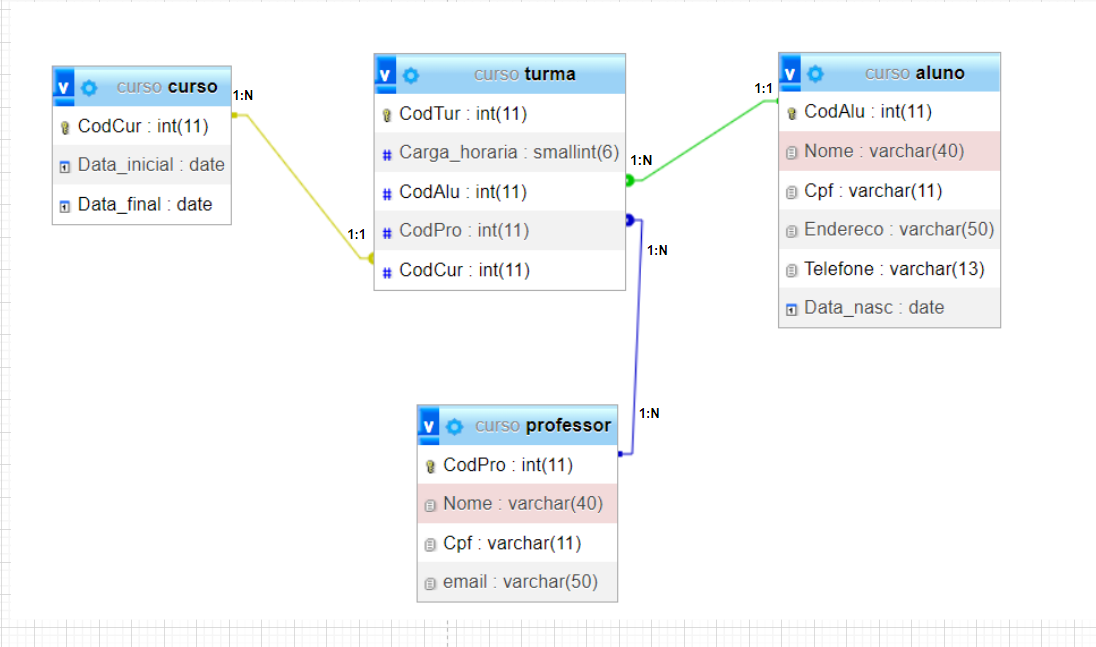 curso curso
CodCur : int(11)
Data_inicial : date
Data_final : date
1:N
1:1
curso turma
CodTur : int(11)
Carga_horaria : smallint(6)
CodAlu : int(11)
CodPro : int(11)
CodCur : int(11)
1:N
1:1
1:N
1:N
curso aluno
CodAlu : int(11)
Nome : varchar(40)
Cpf : varchar(11)
Endereco : varchar(50)
Telefone : varchar(13)
Data_nasc : date
curso professor
CodPro : int(11)
Nome : varchar(40)
Cpf : varchar(11)
email : varchar(50)